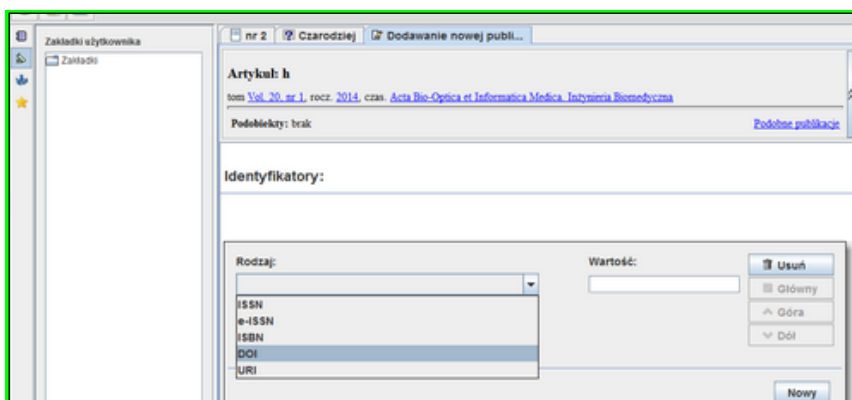 Zakładki użytkownika
Zakładki
nr 2
Czarodziej
Dodawanie nowej publi...
Artykuł: h
tom Vol. 20, nr 1, rocz. 2014, czas. Acta Bio-Optica et Informatica Medica. Inżynieria Biomedyczna
Podobiekty: brak
Podobne publikacje
Identyfikatory:
Rodzaj:
Wartość:
ISSN
e-ISSN
ISBN
DOI
URI
Usuń
Główny
Góra
Dół
Nowy